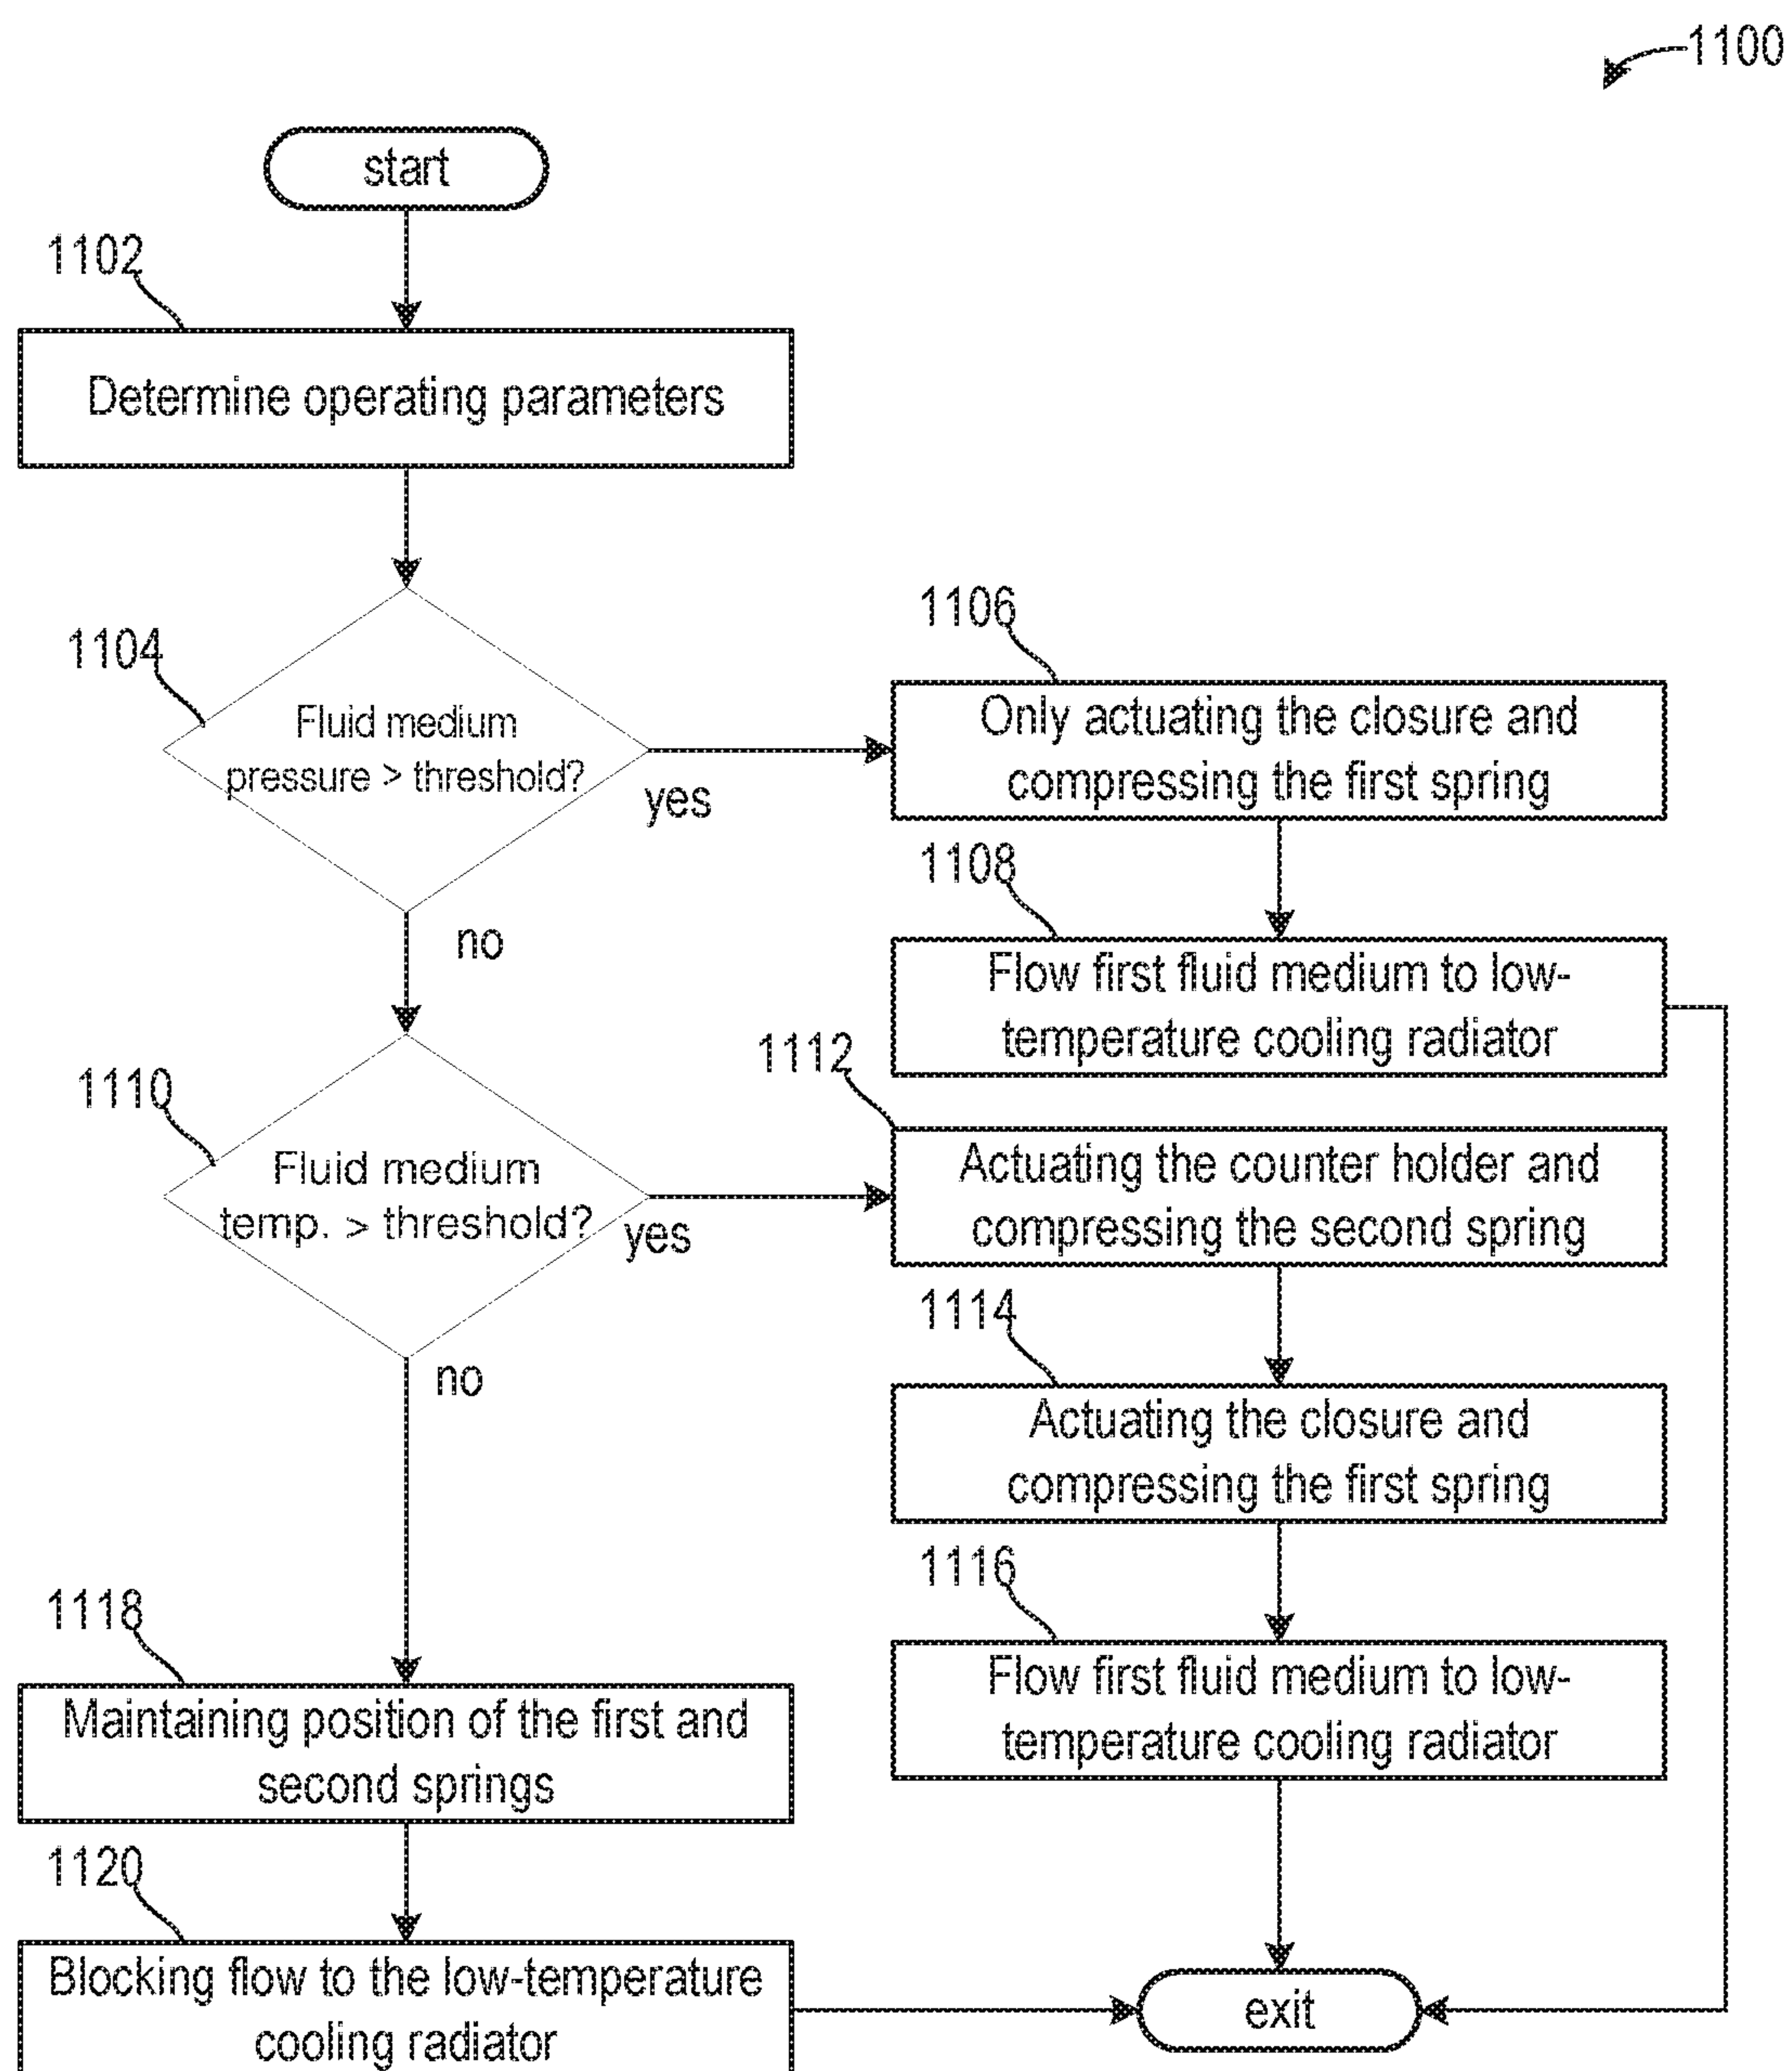 1100
start
1102
Determine operating parameters
1104
Fluid medium
pressure > threshold?
yes
no
1106
Only actuating the closure and
compressing the first spring
1108
Flow first fluid medium to low-
temperature cooling radiator
1110
Fluid medium
temp. > threshold?
yes
no
1112
Actuating the counter holder and
compressing the second spring
1114
Actuating the closure and
compressing the first spring
1116
Flow first fluid medium to low-
temperature cooling radiator
1118
Maintaining position of the first and
second springs
1120
Blocking flow to the low-temperature
cooling radiator
exit